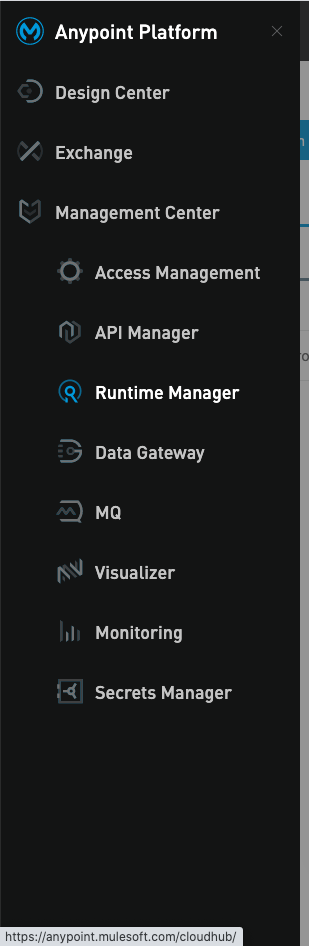 Anypoint Platform
Design Center
Exchange
Management Center
Access Management
API Manager
Runtime Manager
Data Gateway
MQ
Visualizer
Monitoring
Secrets Manager
https://anypoint.mulesoft.com/cloudhub/